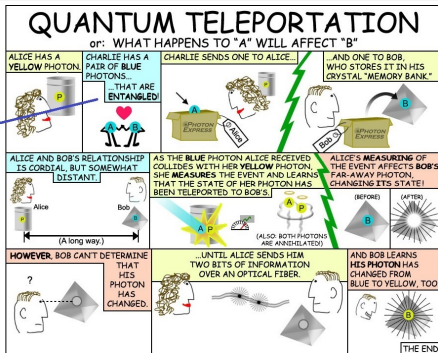 QUANTUM TELEPORTATION
or: WHAT HAPPENS TO "A" WILL AFFECT "B"
ALICE HAS A
YELLOW PHOTON.
P
CHARLIE HAS A
PAIR OF BLUE
PHOTONS...
...THAT ARE
ENTANGLED!
A B
CHARLIE SENDS ONE TO ALICE...
P
A
PHOTON
EXPRESS
Alice
...AND ONE TO BOB,
WHO STORES IT IN HIS
CRYSTAL "MEMORY BANK."
B
PHOTON
EXPRESS
Bob
ALICE AND BOB'S RELATIONSHIP
IS CORDIAL, BUT SOMEWHAT
DISTANT.
Alice
Bob
P
B
(A long way.)
AS THE BLUE PHOTON ALICE RECEIVED
COLLIDES WITH HER YELLOW PHOTON,
SHE MEASURES THE EVENT AND LEARNS
THAT THE STATE OF HER PHOTON HAS
BEEN TELEPORTED TO BOB'S.
A P
A P
(ALSO: BOTH PHOTONS
ARE ANNIHILATED!)
ALICE'S MEASURING OF
THE EVENT AFFECTS BOB'S
FAR-AWAY PHOTON,
CHANGING ITS STATE!
(BEFORE)
(AFTER)
B
B
HOWEVER, BOB CAN'T DETERMINE
THAT
HIS
PHOTON
HAS
CHANGED.
?
...UNTIL ALICE SENDS HIM
TWO BITS OF INFORMATION
OVER AN OPTICAL FIBER.
AND BOB LEARNS
HIS PHOTON HAS
CHANGED FROM
BLUE TO YELLOW, TOO
B
THE END